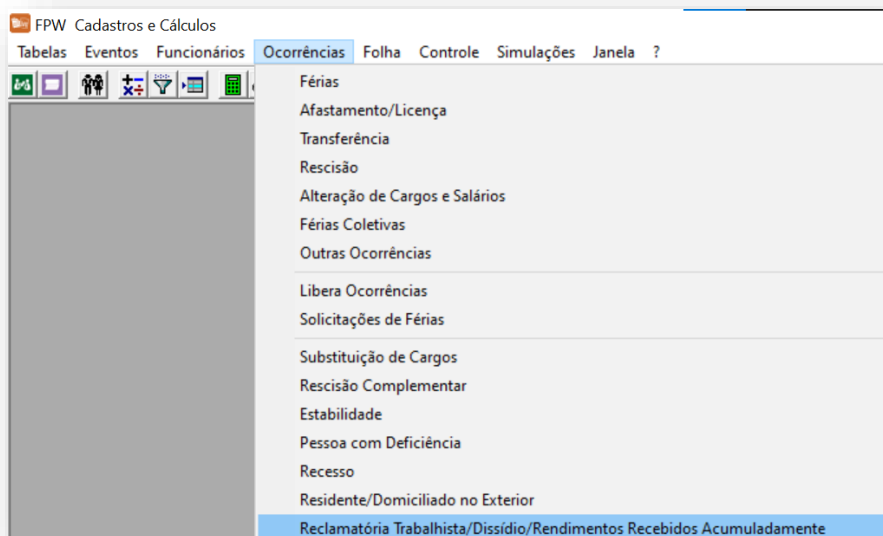 FPW Cadastros e Cálculos
Tabelas Eventos Funcionários Ocorrências Folha Controle Simulações Janela ?
Férias
Afastamento/Licença
Transferência
Rescisão
Alteração de Cargos e Salários
Férias Coletivas
Outras Ocorrências
Libera Ocorrências
Solicitações de Férias
Substituição de Cargos
Rescisão Complementar
Estabilidade
Pessoa com Deficiência
Recesso
Residente/Domiciliado no Exterior
Reclamatória Trabalhista/Dissídio/Rendimentos Recebidos Acumuladamente